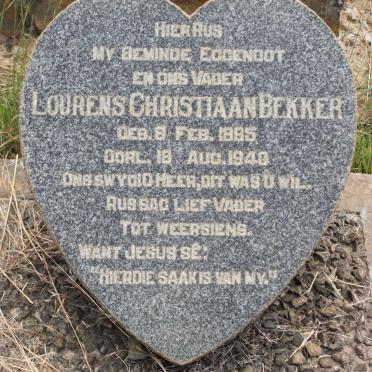 HIER RUS
MY BEMINDE EGGENOOT
EN ONS VADER
LOURENS CHRISTIAAN BEKKER
GEB. 8 FEB. 1885
OORL. 18 AUG. 1940
ONS SWYG! O HEER, DIT WAS U WIL.
RUS SAG LIEF VADER
TOT WEERSIENS.
WANT JESUS SÊ:
"HIERDIE SAAK IS VAN MY."